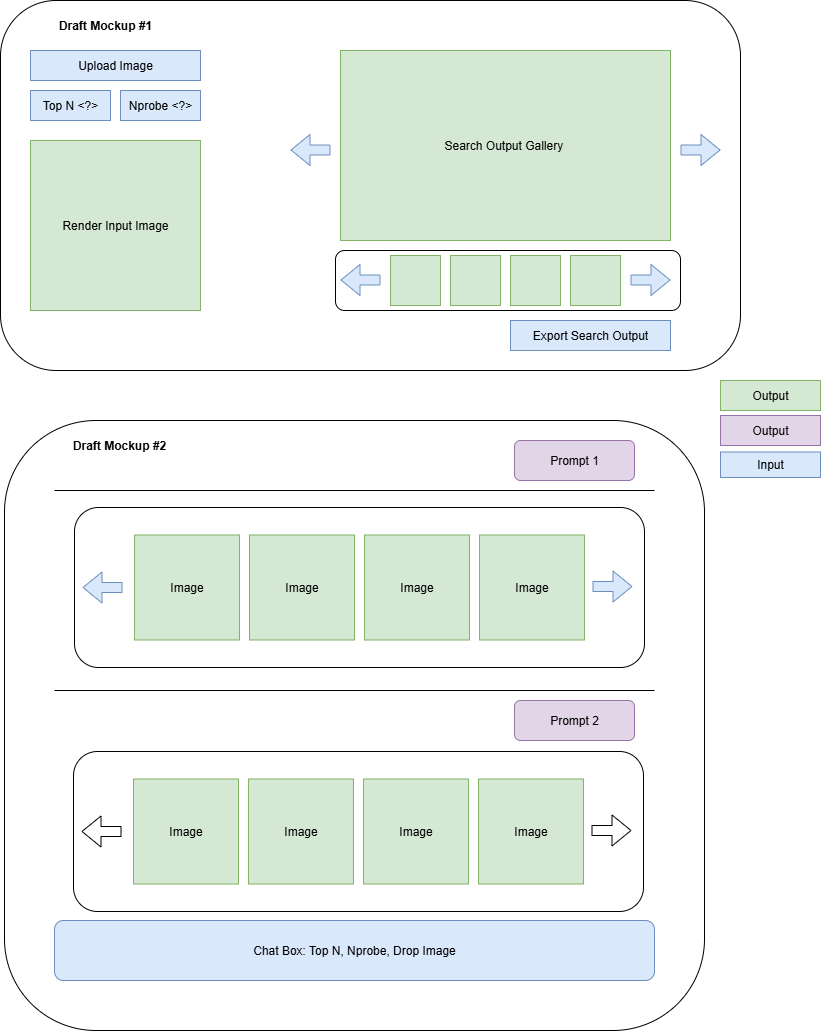 Draft Mockup #1
Upload Image
Top N <?>
Nprobe <?>
Render Input Image
Search Output Gallery
Export Search Output
Output
Output
Input
Draft Mockup #2
Prompt 1
Image
Image
Image
Image
Prompt 2
Image
Image
Image
Image
Chat Box: Top N, Nprobe, Drop Image